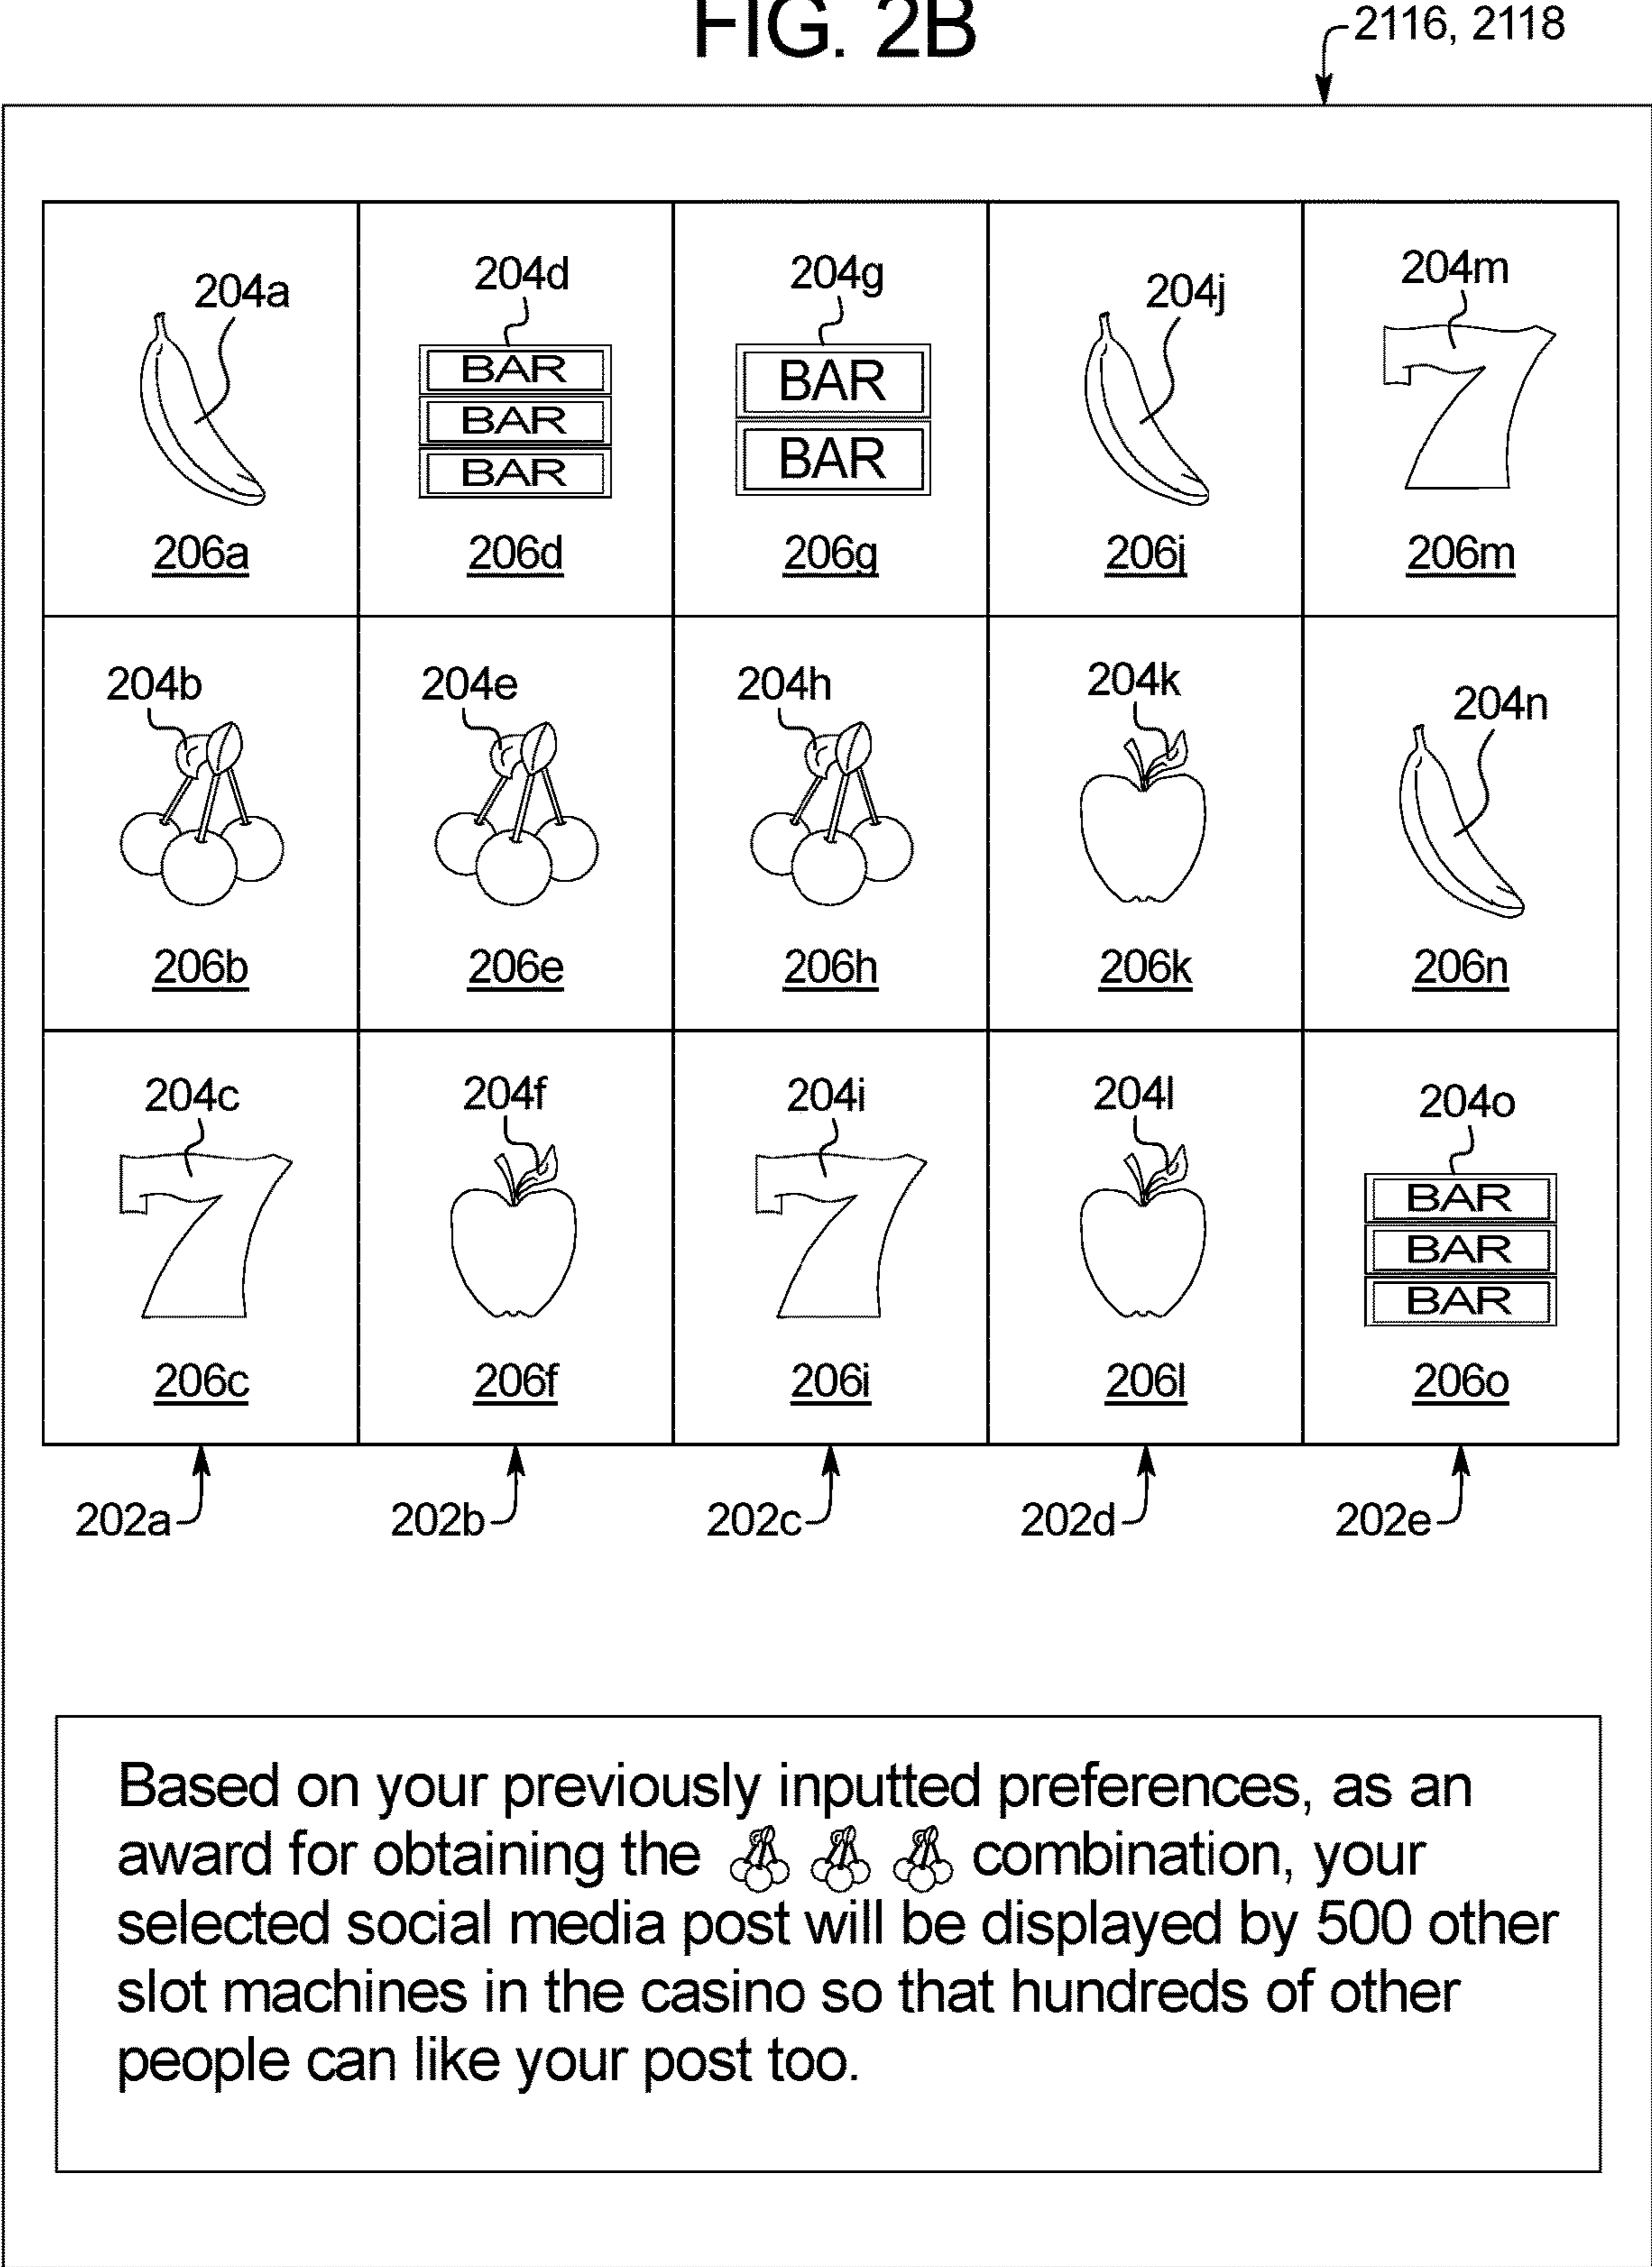 FIG. 2B
2116, 2118
204a 204d 204g 204j 204m
BAR BAR
BAR BAR
BAR
7
206a 206d 206g 206j 206m
204b 204e 204h 204k 204n
206b 206e 206h 206k 206n
204c 204f 204i 204l 204o
7 7
BAR
BAR
BAR
206c 206f 206i 206l 206o
202a 202b 202c 202d 202e
Based on your previously inputted preferences, as an
award for obtaining the combination, your
selected social media post will be displayed by 500 other
slot machines in the casino so that hundreds of other
people can like your post too.